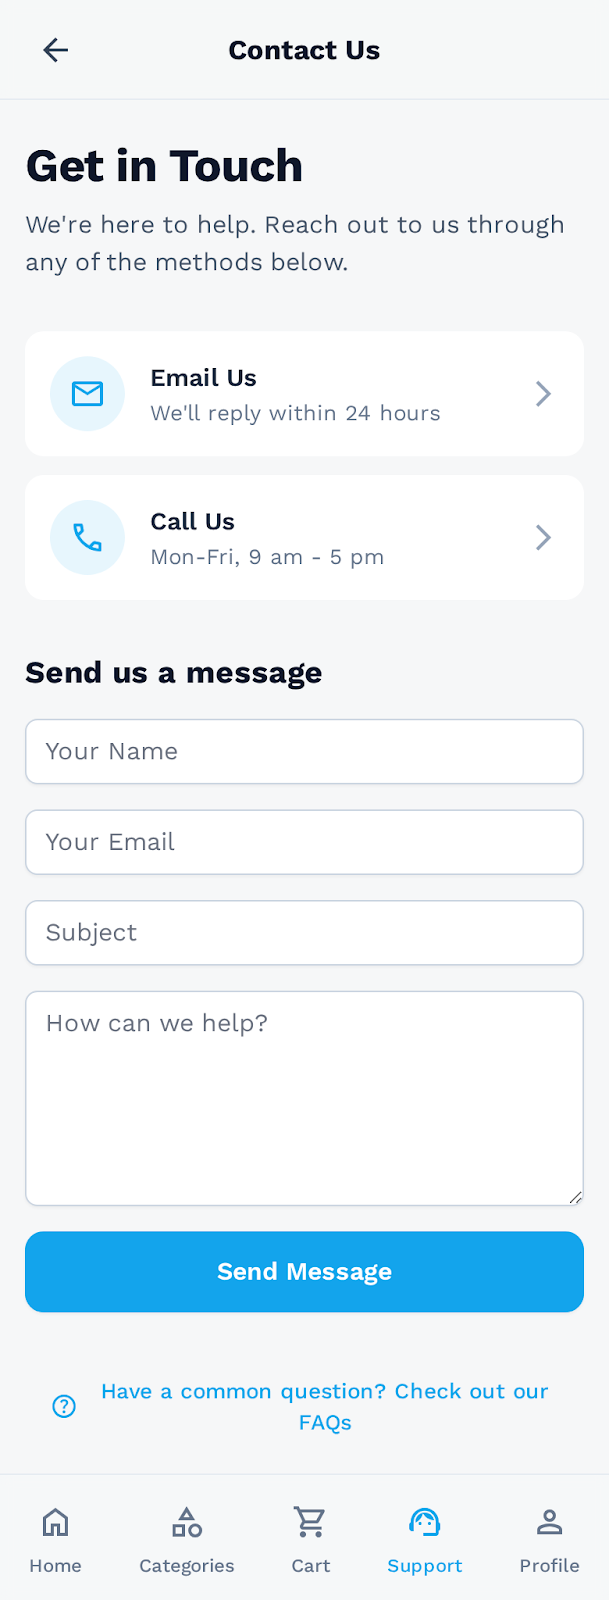 Contact Us
Get in Touch
We're here to help. Reach out to us through
any of the methods below.
Email Us
We'll reply within 24 hours
Call Us
Mon-Fri, 9 am - 5 pm
Send us a message
Your Name
Your Email
Subject
How can we help?
Send Message
Have a common question? Check out our
FAQs
Home
Categories
Cart
Support
Profile